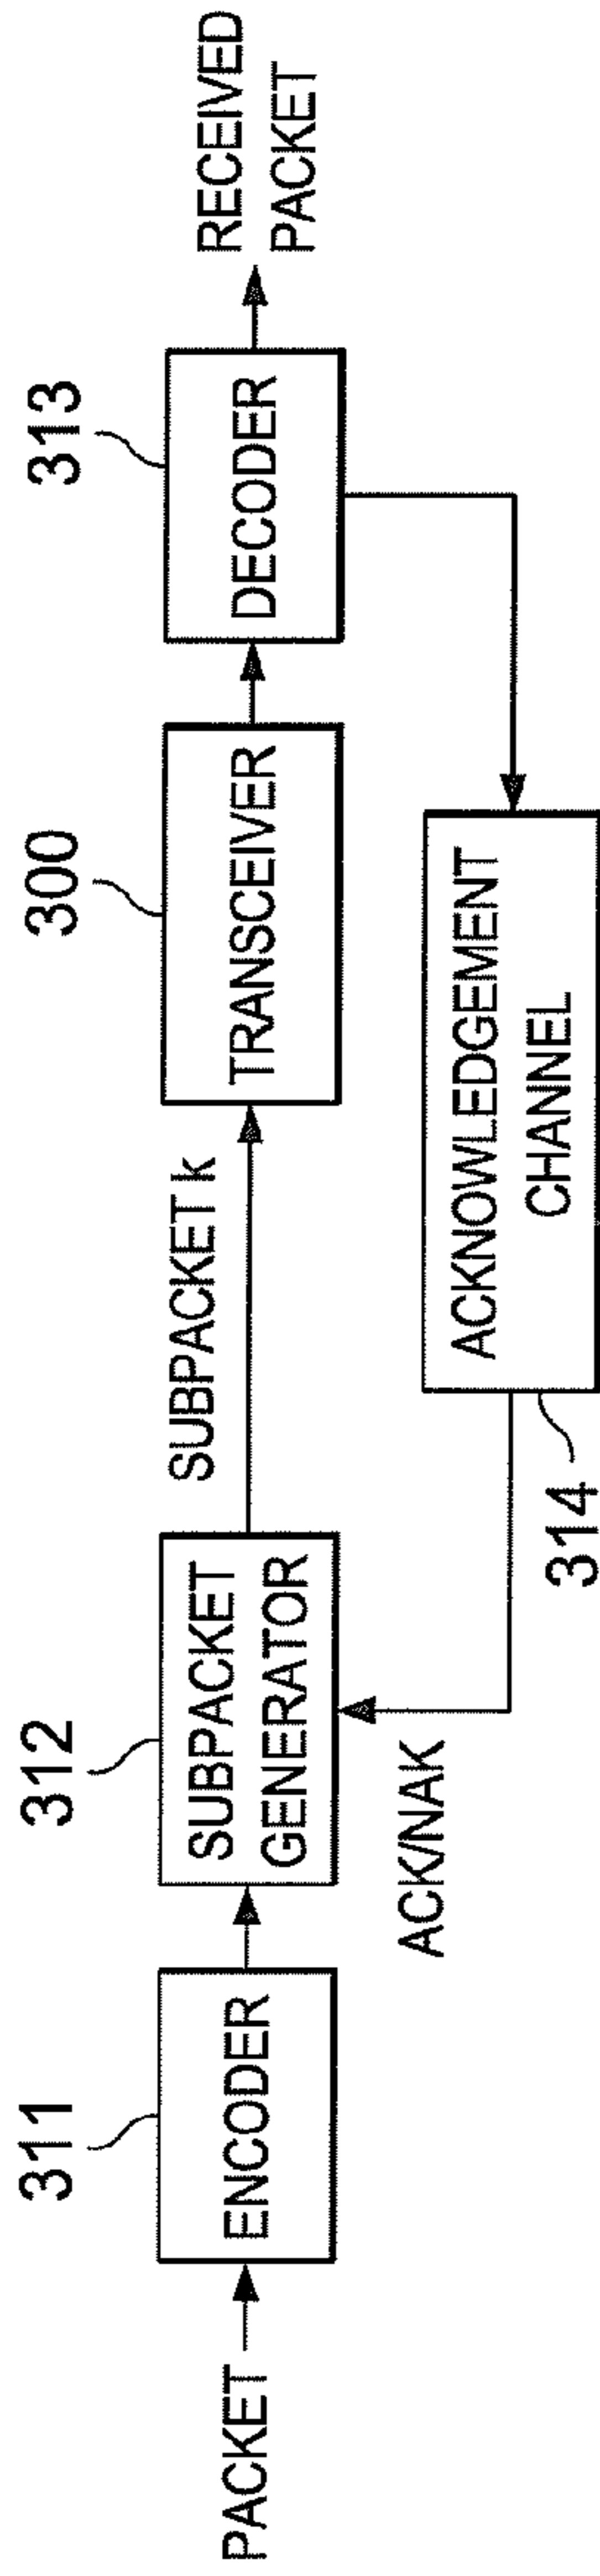 311
312
300
313
PACKET
ENCODER
SUBPACKET
GENERATOR
SUBPACKET k
TRANSCEIVER
DECODER
RECEIVED
PACKET
ACK/NAK
314
ACKNOWLEDGEMENT
CHANNEL